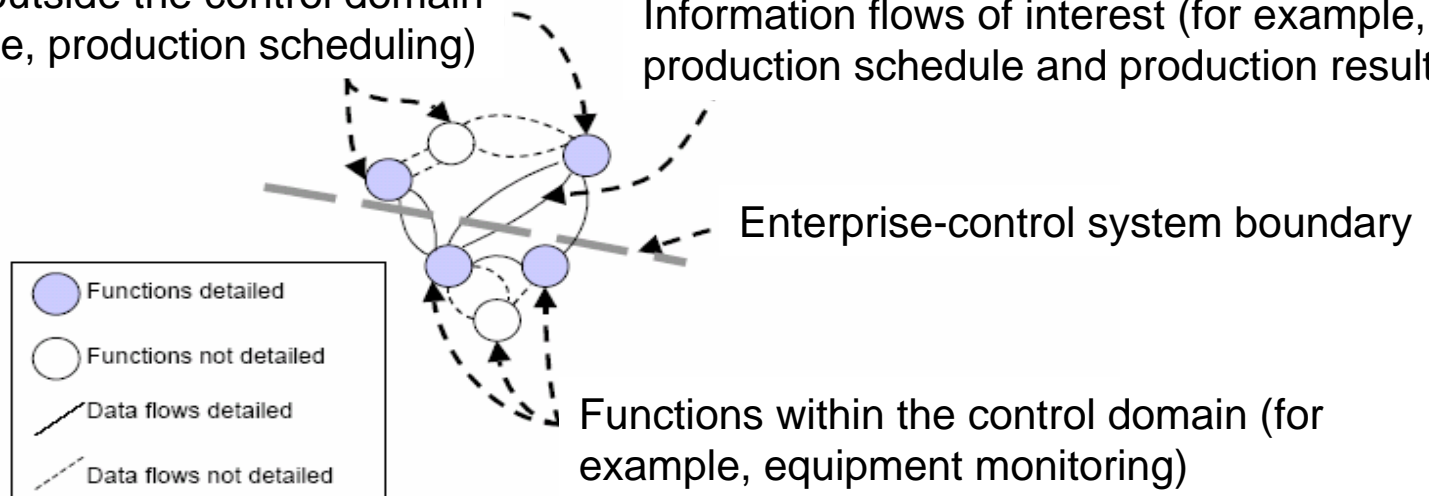 outside the control domain
e, production scheduling)
Information flows of interest (for example,
production schedule and production result
Enterprise-control system boundary
Functions detailed
Functions not detailed
Data flows detailed
Data flows not detailed
Functions within the control domain (for
example, equipment monitoring)